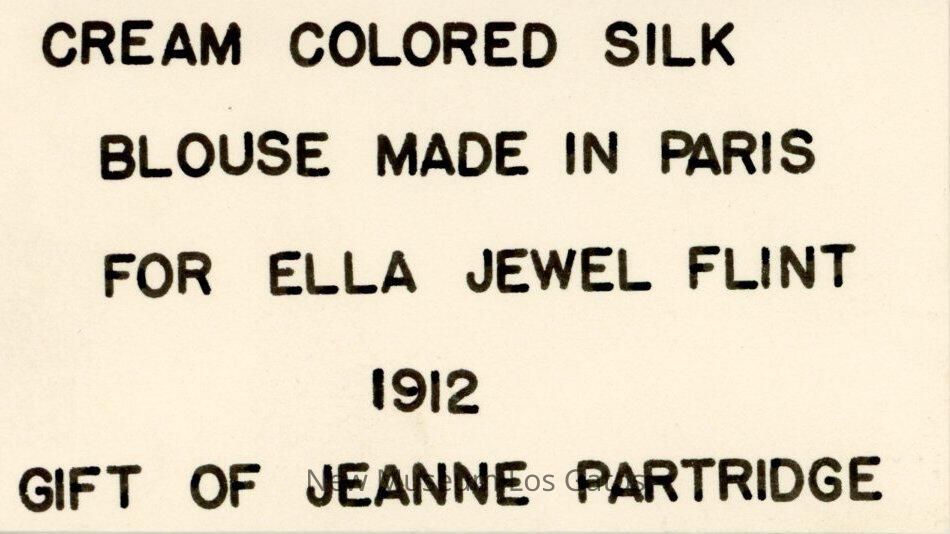 CREAM COLORED SILK
BLOUSE MADE IN PARIS
FOR ELLA JEWEL FLINT
1912
GIFT OF JEANNE PARTRIDGE
New Museum Los Gatos